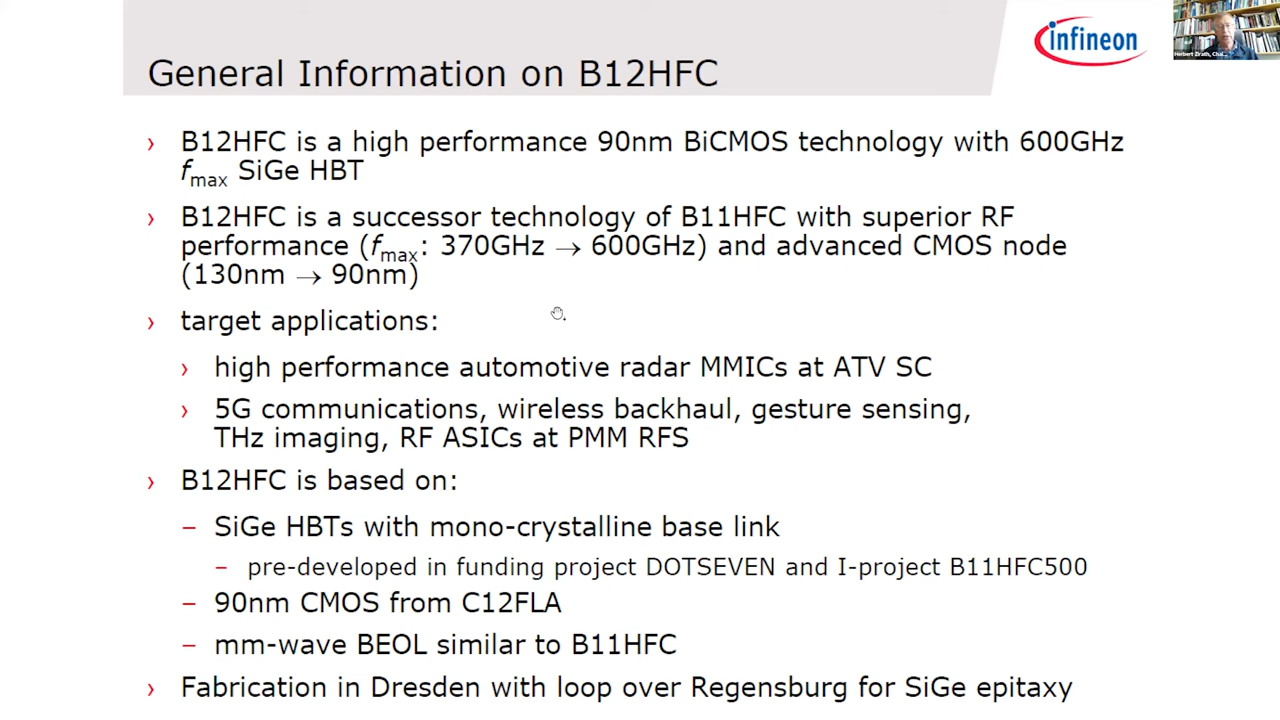 infineon
Herbert Zirath, Chal...
General Information on B12HFC
› B12HFC is a high performance 90nm BiCMOS technology with 600GHz
fmax SiGe HBT
› B12HFC is a successor technology of B11HFC with superior RF
performance (fmax: 370GHz → 600GHz) and advanced CMOS node
(130nm → 90nm)
› target applications:
› high performance automotive radar MMICs at ATV SC
› 5G communications, wireless backhaul, gesture sensing,
THz imaging, RF ASICs at PMM RFS
› B12HFC is based on:
– SiGe HBTs with mono-crystalline base link
– pre-developed in funding project DOTSEVEN and I-project B11HFC500
– 90nm CMOS from C12FLA
– mm-wave BEOL similar to B11HFC
› Fabrication in Dresden with loop over Regensburg for SiGe epitaxy